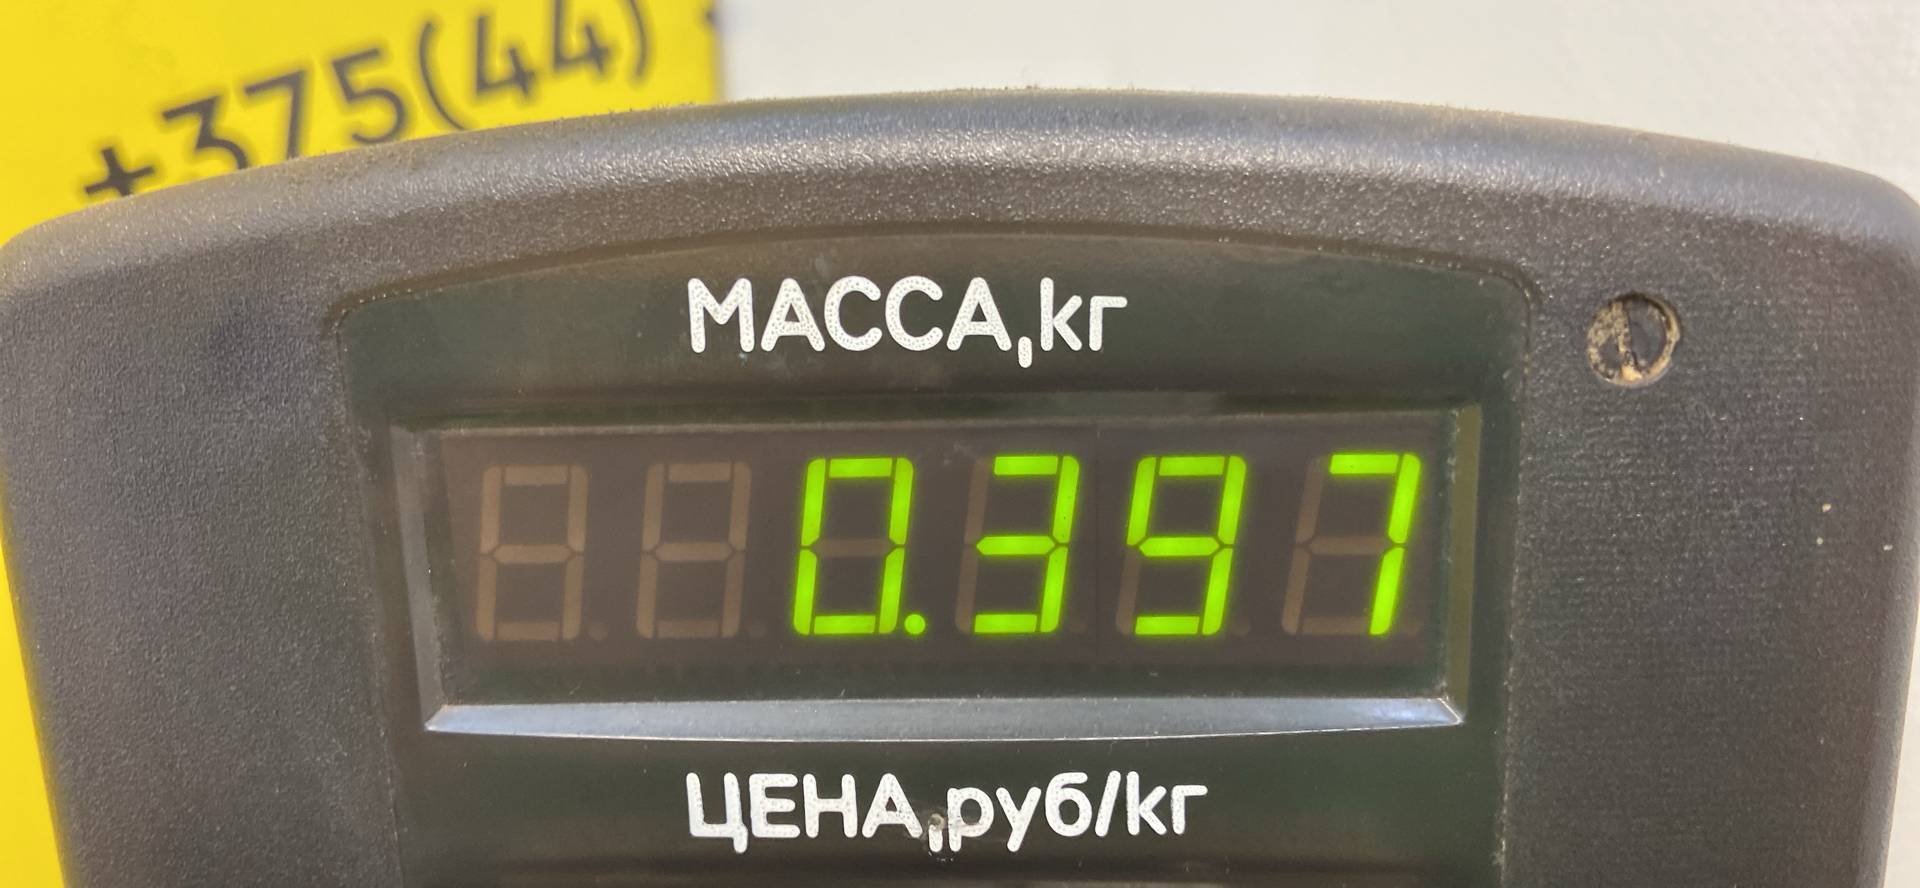 +375(44)
МАССА,кг
0.397
ЦЕНА,руб/кг